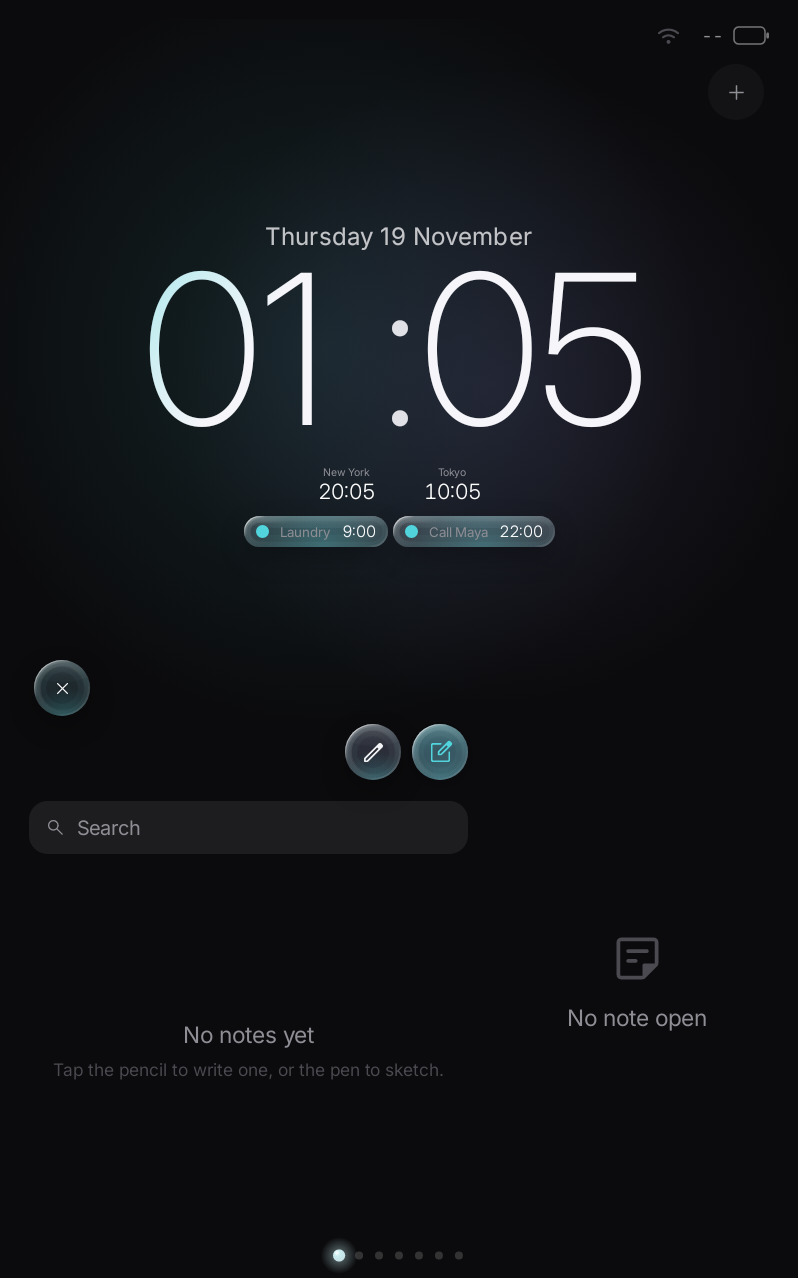 --
Thursday 19 November
01:05
New York Tokyo
20:05 10:05
Laundry 9:00 Call Maya 22:00
Search
No note open
No notes yet
Tap the pencil to write one, or the pen to sketch.